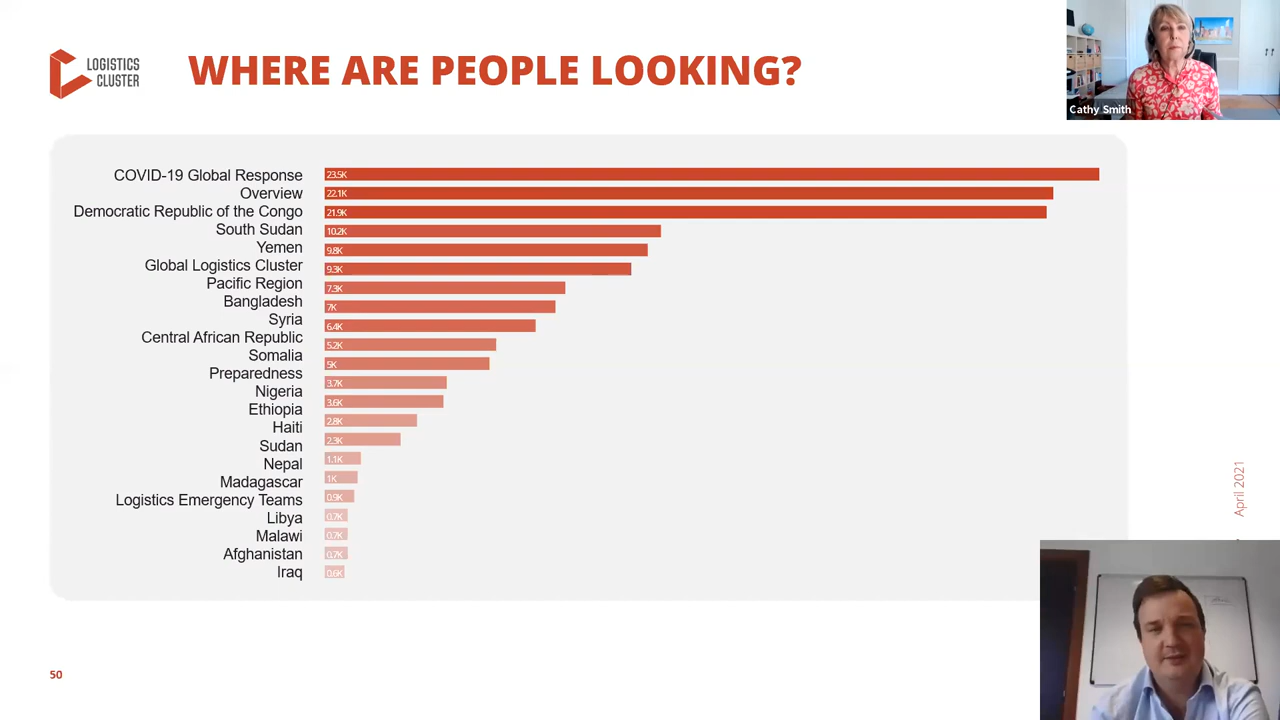 LOGISTICS
CLUSTER
WHERE ARE PEOPLE LOOKING?
Cathy Smith
COVID-19 Global Response
Overview
Democratic Republic of the Congo
South Sudan
Yemen
Global Logistics Cluster
Pacific Region
Bangladesh
Syria
Central African Republic
Somalia
Preparedness
Nigeria
Ethiopia
Haiti
Sudan
Nepal
Madagascar
Logistics Emergency Teams
Libya
Malawi
Afghanistan
Iraq
23.5K
22.1K
21.9K
10.2K
9.8K
9.3K
7.3K
7K
6.4K
5.2K
5K
3.7K
3.6K
2.8K
2.3K
1.1K
1K
0.9K
0.7K
0.7K
0.7K
0.6K
April 2021
50